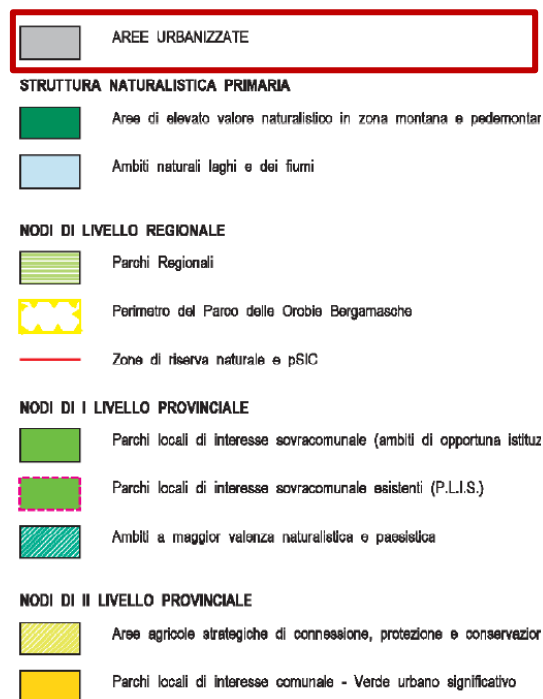 AREE URBANIZZATE
STRUTTURA NATURALISTICA PRIMARIA
Aree di elevato valore naturalistico in zona montana e pedemontan
Ambiti naturali laghi e dei fiumi
NODI DI LIVELLO REGIONALE
Parchi Regionali
Perimetro del Parco delle Orobie Bergamasche
Zone di riserva naturale e pSIC
NODI DI I LIVELLO PROVINCIALE
Parchi locali di interesse sovracomunale (ambiti di opportuna istituz
Parchi locali di interesse sovracomunale esistenti (P.L.I.S.)
Ambiti a maggior valenza naturalistica e paesistica
NODI DI II LIVELLO PROVINCIALE
Aree agricole strategiche di connessione, protezione e conservazion
Parchi locali di interesse comunale - Verde urbano significativo